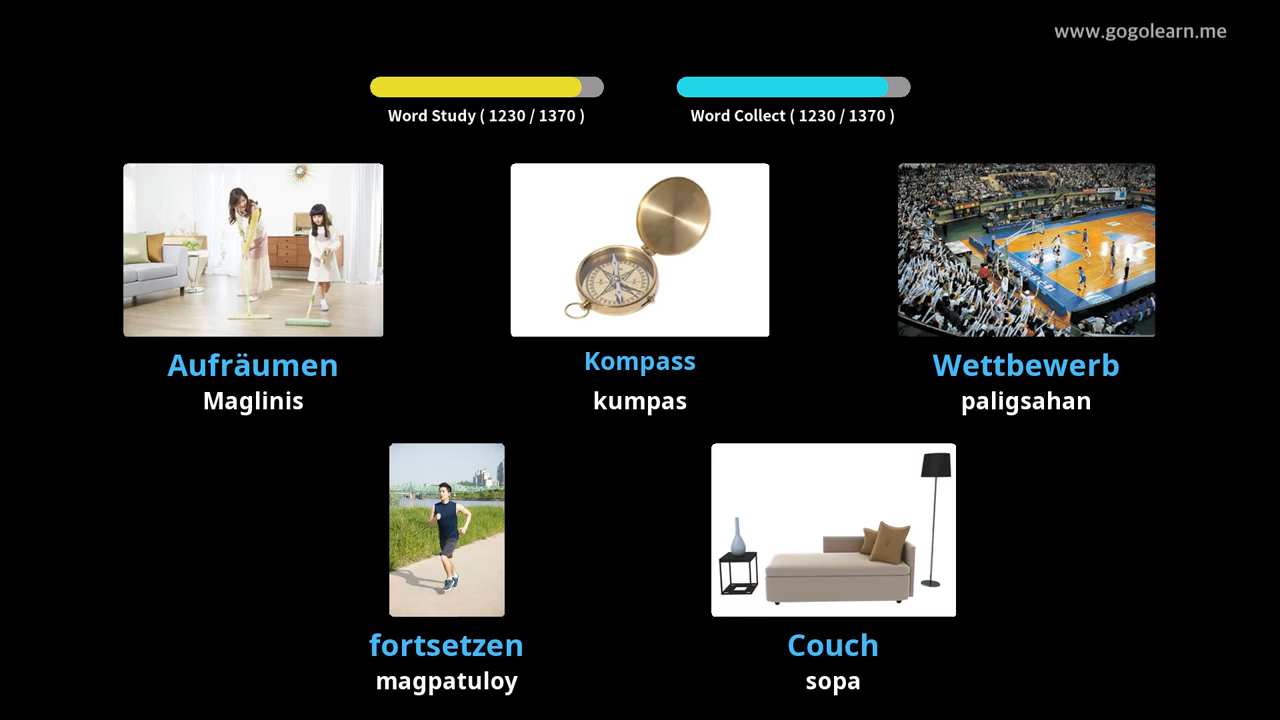 www.gogolearn.me
Word Study ( 1230 / 1370 )
Word Collect ( 1230 / 1370 )
Aufräumen
Maglinis
Kompass
kumpas
Wettbewerb
paligsahan
fortsetzen
magpatuloy
Couch
sopa